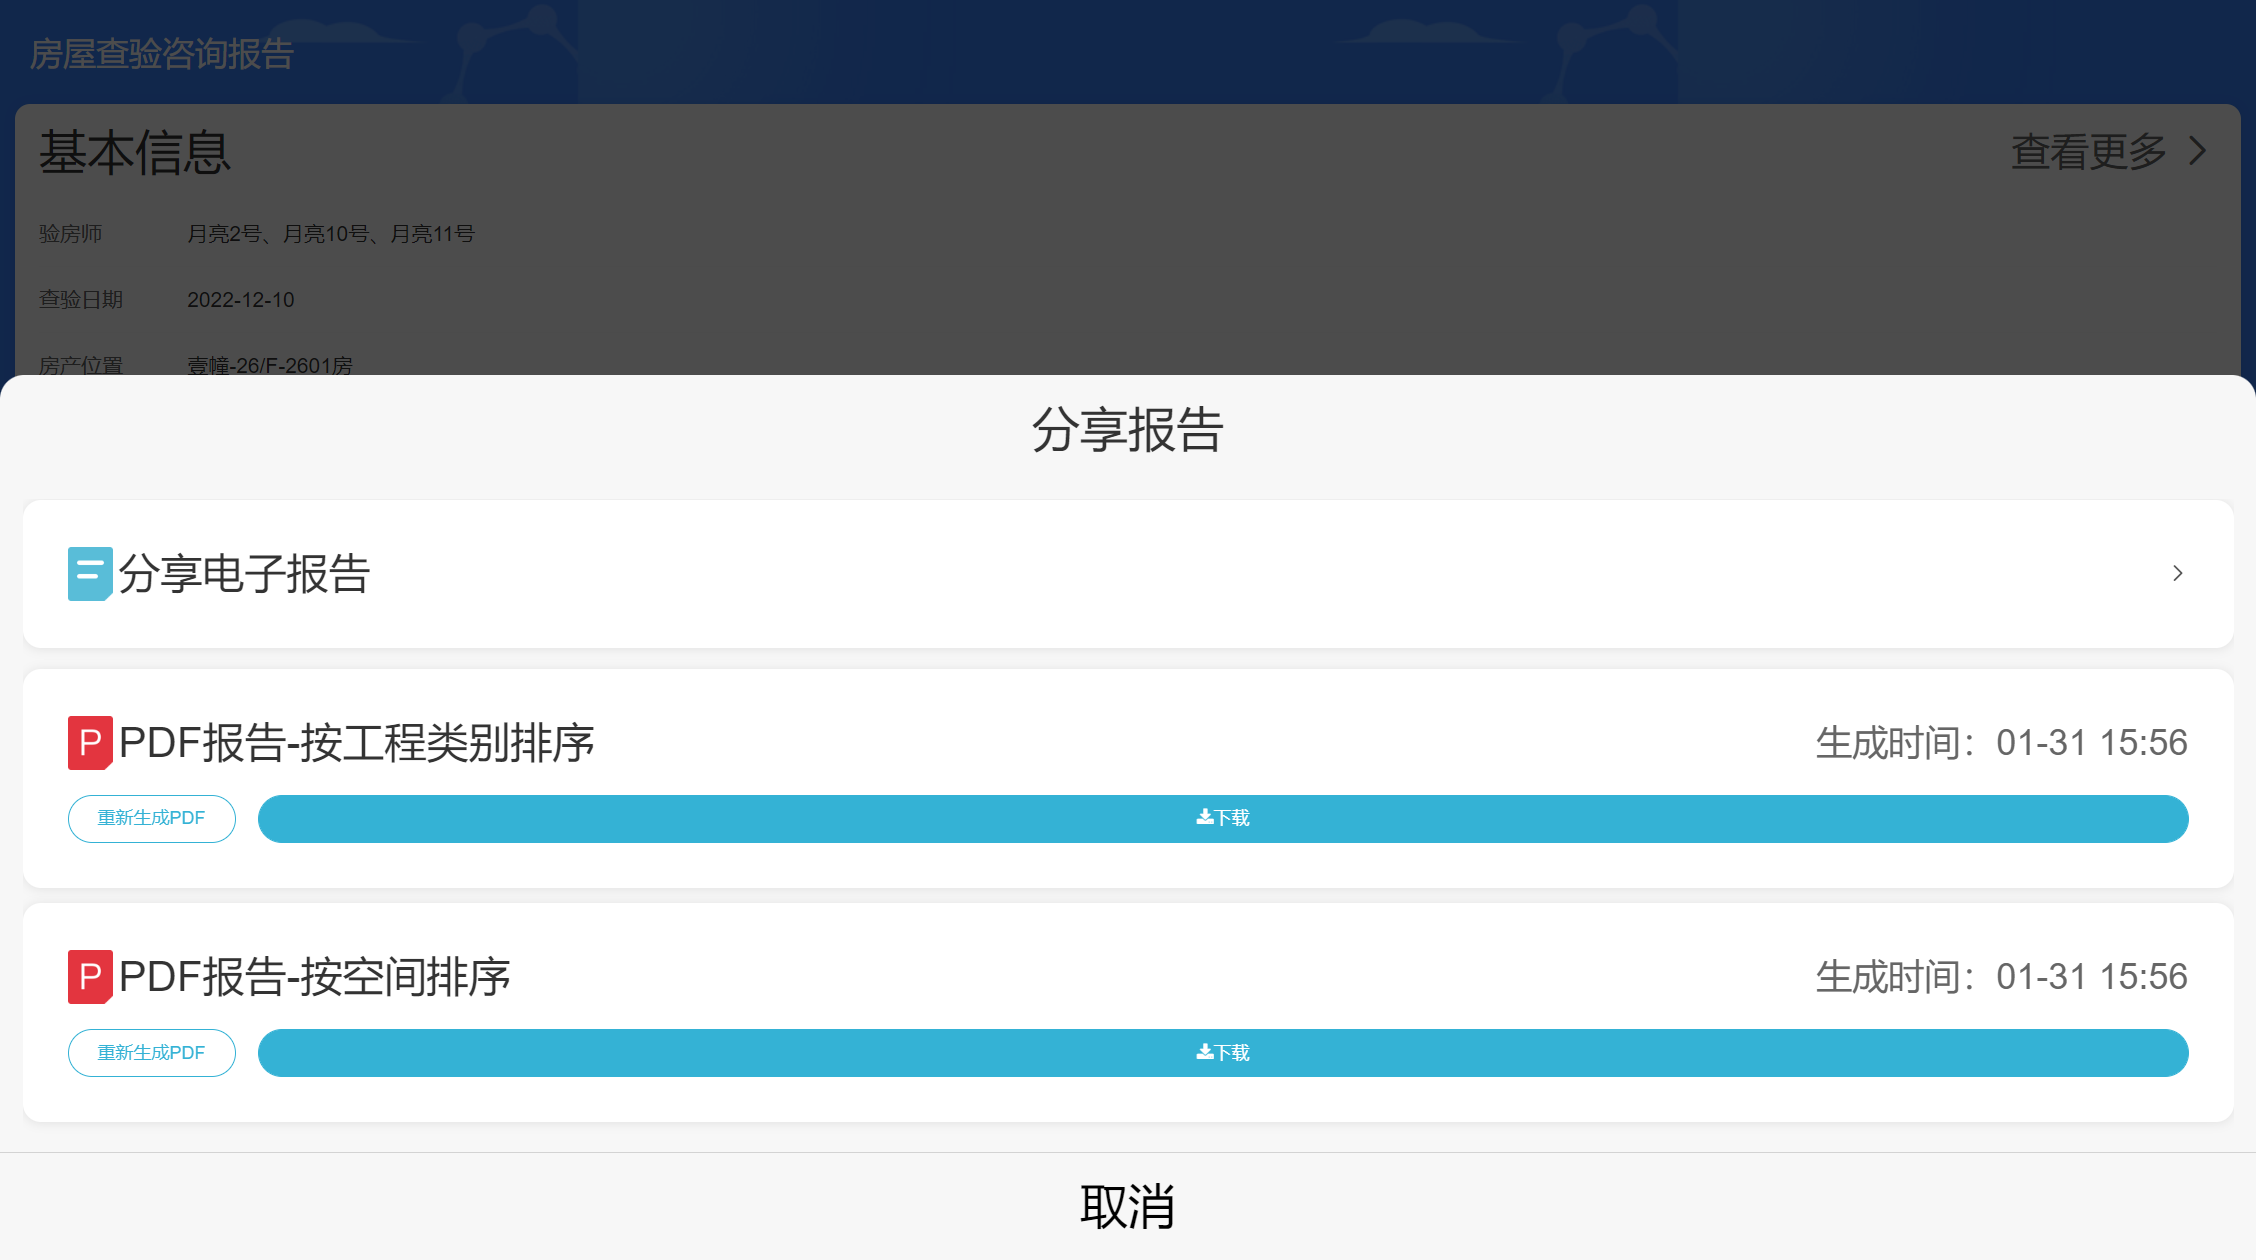 房屋查验咨询报告
基本信息
查看更多
验房师 月亮2号、月亮10号、月亮11号
查验日期 2022-12-10
房产位置 壹幢-26/F-2601房
分享报告
分享电子报告
P PDF报告-按工程类别排序 生成时间：01-31 15:56
重新生成PDF 下载
P PDF报告-按空间排序 生成时间：01-31 15:56
重新生成PDF 下载
取消